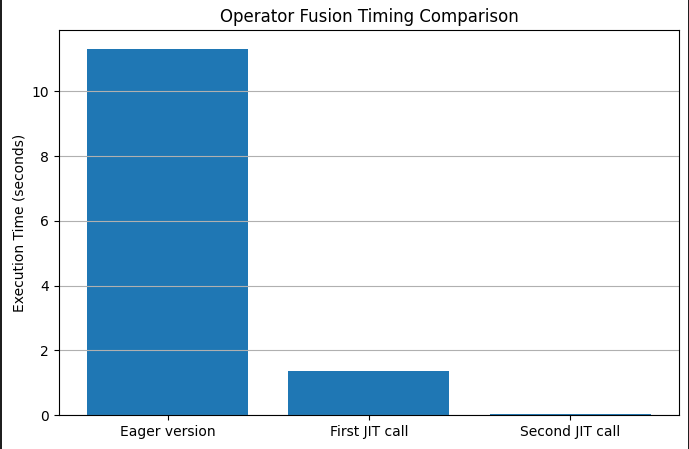 Operator Fusion Timing Comparison
Execution Time (seconds)
10
8
6
4
2
0
Eager version
First JIT call
Second JIT call